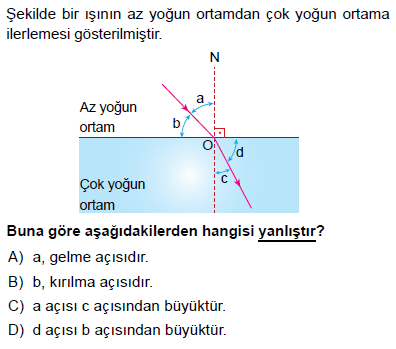 Şekilde bir ışının az yoğun ortamdan çok yoğun ortama
ilerlemesi gösterilmiştir.
N
a
Az yoğun
ortam
b
O
d
c
Çok yoğun
ortam
Buna göre aşağıdakilerden hangisi yanlıştır?
A) a, gelme açısıdır.
B) b, kırılma açısıdır.
C) a açısı c açısından büyüktür.
D) d açısı b açısından büyüktür.